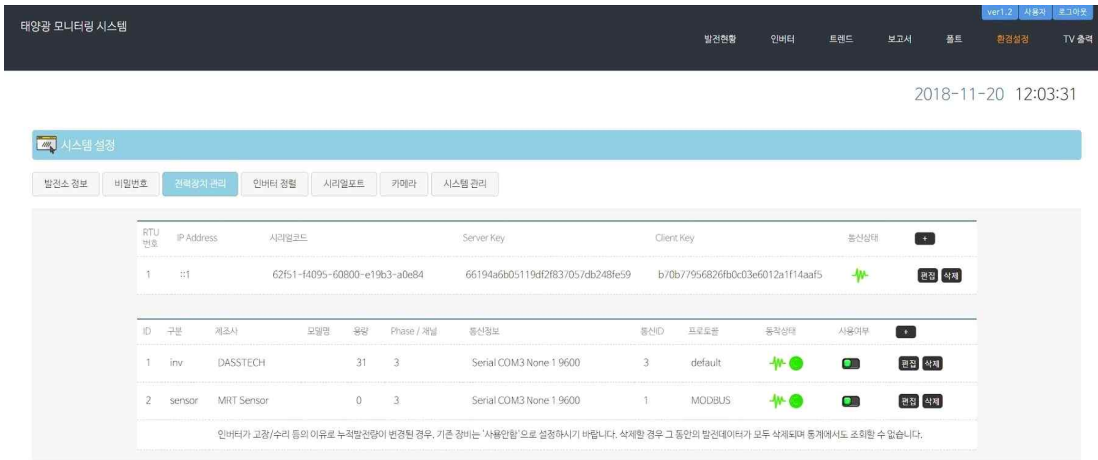 ver1.2 사용자 로그아웃
태양광 모니터링 시스템
발전현황 인버터 트렌드 보고서 폴트 환경설정 TV 출력
2018-11-20 12:03:31
시스템 설정
발전소 정보 비밀번호 전력장치 관리 인버터 정렬 시리얼포트 카메라 시스템 관리
RTU 번호 IP Address 시리얼코드 Server Key Client Key 통신상태 +
1 ::1 62f51-f4095-60800-e19b3-a0e84 66194a6b05119df2f837057db248fe59 b70b77956826fb0c03e6012a1f14aaf5 편집 삭제
ID 구분 제조사 모델명 용량 Phase / 채널 통신정보 통신ID 프로토콜 동작상태 사용여부 +
1 inv DASSTECH 31 3 Serial COM3 None 1 9600 3 default 편집 삭제
2 sensor MRT Sensor 0 3 Serial COM3 None 1 9600 1 MODBUS 편집 삭제
인버터가 고장/수리 등의 이유로 누적발전량이 변경된 경우, 기존 장비는 '사용안함'으로 설정하시기 바랍니다. 삭제할 경우 그 동안의 발전데이터가 모두 삭제되며 통계에서도 조회할 수 없습니다.